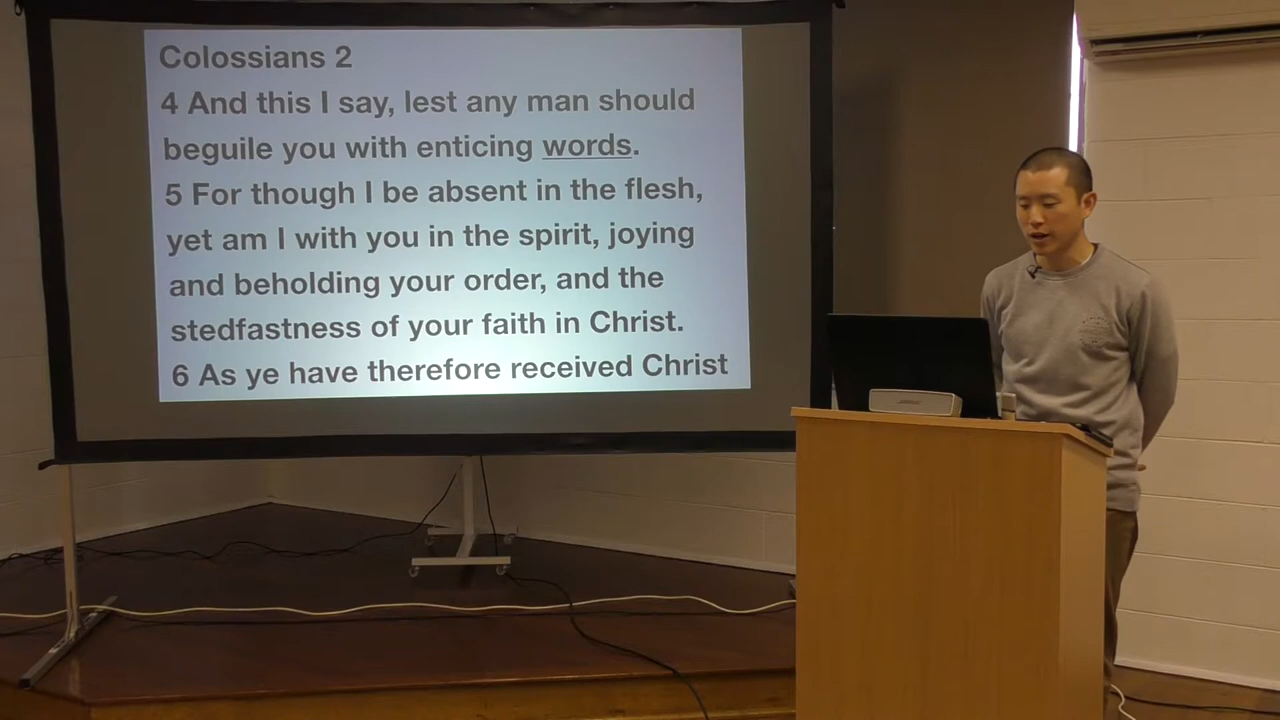 Colossians 2
4 And this I say, lest any man should
beguile you with enticing words.
5 For though I be absent in the flesh,
yet am I with you in the spirit, joying
and beholding your order, and the
stedfastness of your faith in Christ.
6 As ye have therefore received Christ